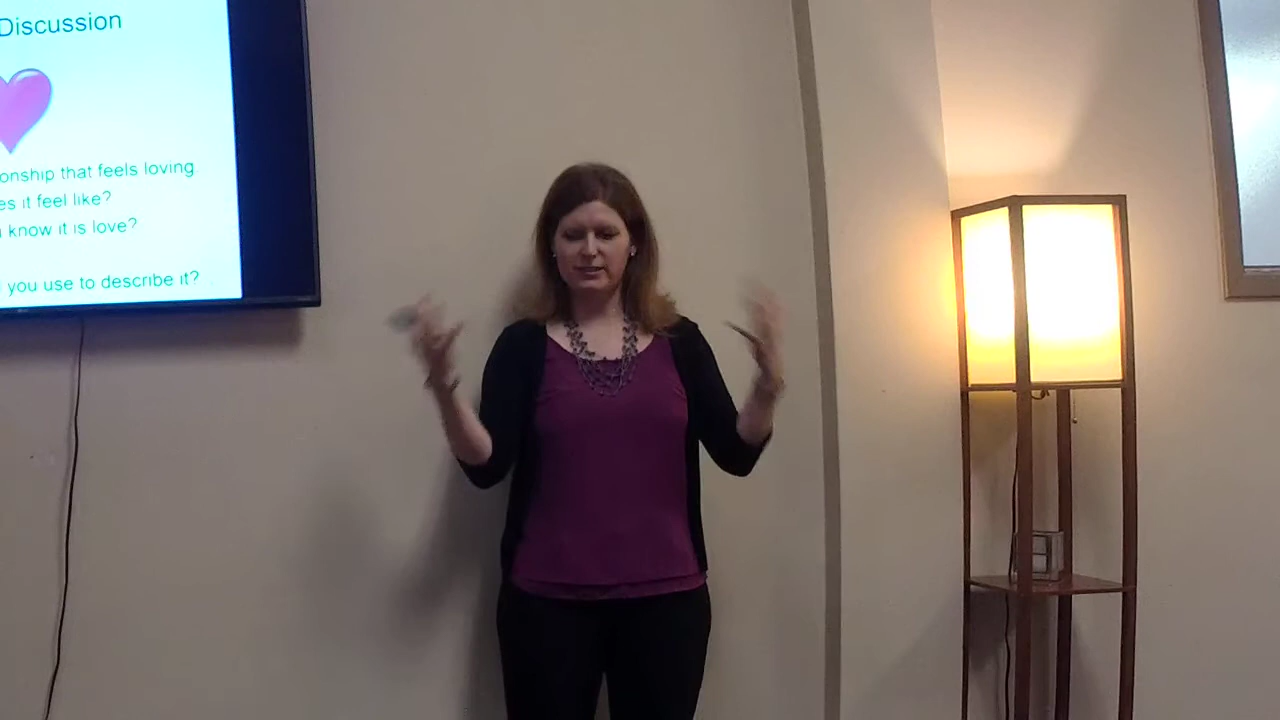 Discussion
onship that feels loving
es it feel like?
know it is love?
you use to describe it?